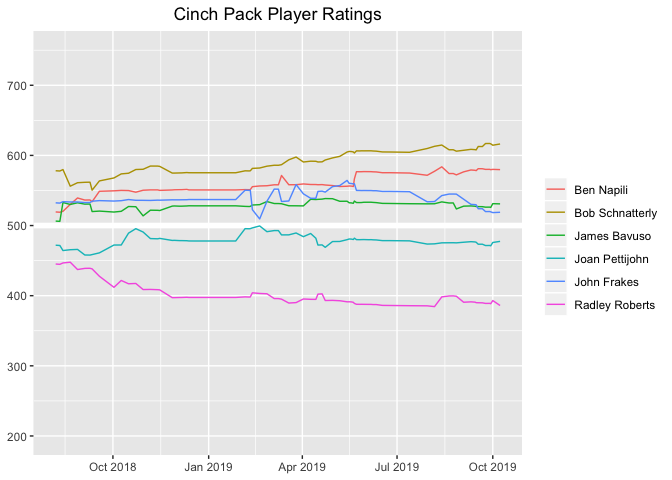 Cinch Pack Player Ratings
700
600
500
400
300
200
Oct 2018
Jan 2019
Apr 2019
Jul 2019
Oct 2019
Ben Napili
Bob Schnatterly
James Bavuso
Joan Pettijohn
John Frakes
Radley Roberts